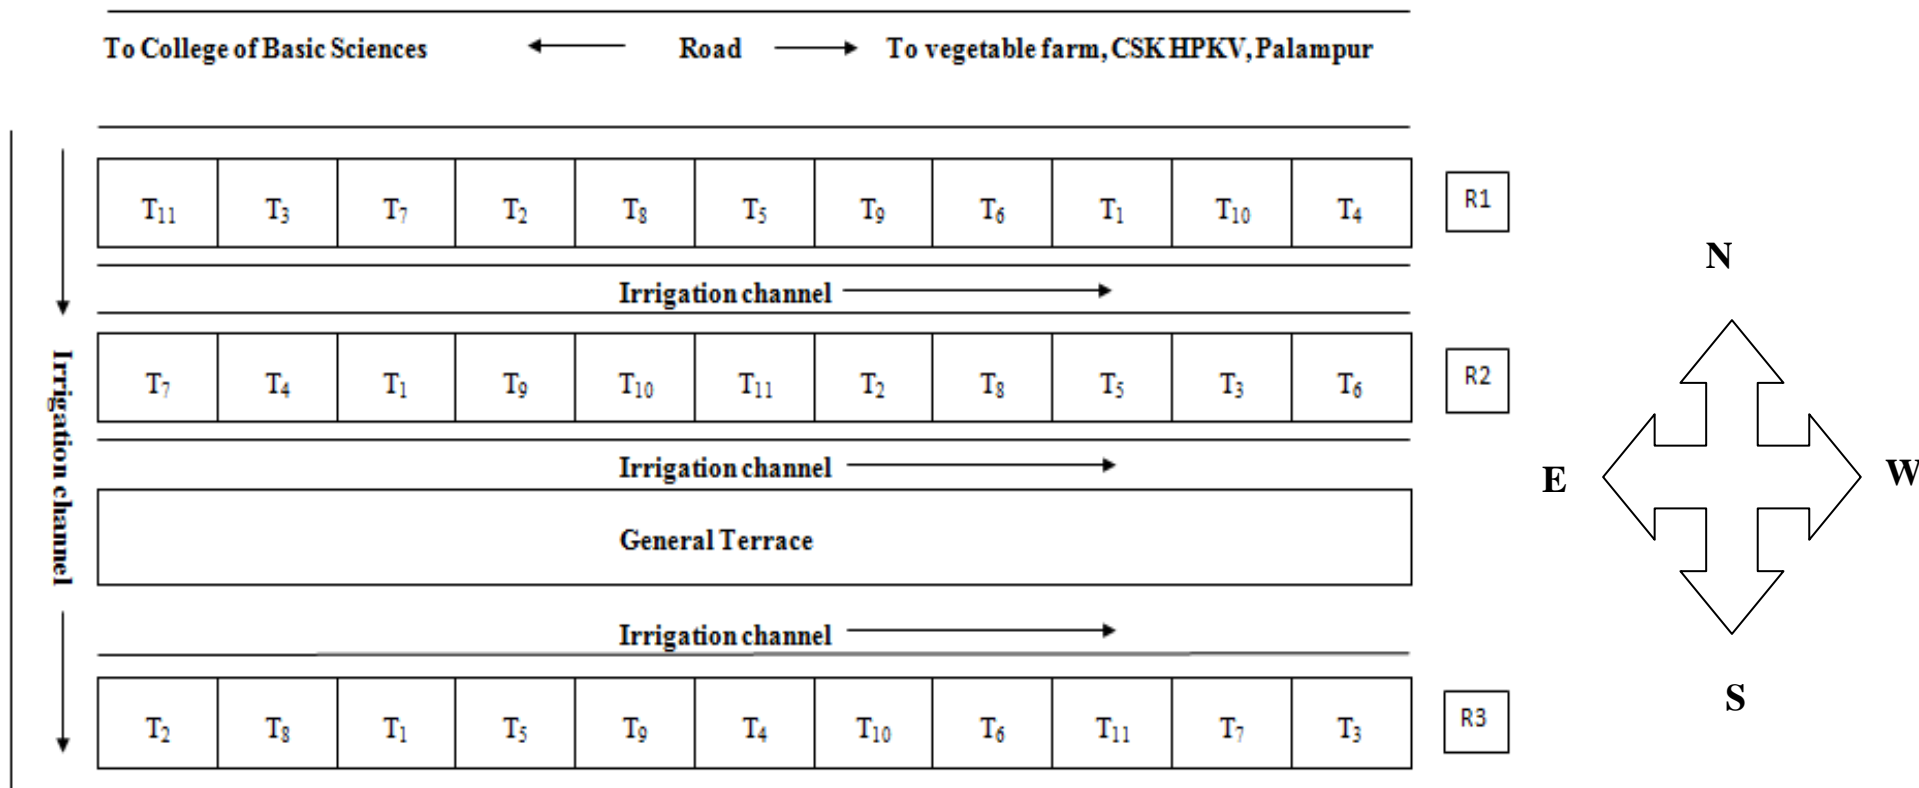 To College of Basic Sciences Road To vegetable farm, CSK HPKV, Palampur
T11 T3 T7 T2 T8 T5 T9 T6 T1 T10 T4 R1
Irrigation channel
T7 T4 T1 T9 T10 T11 T2 T8 T5 T3 T6 R2
Irrigation channel
General Terrace
Irrigation channel
T2 T8 T1 T5 T9 T4 T10 T6 T11 T7 T3 R3
Irrigation channel
N
E W
S